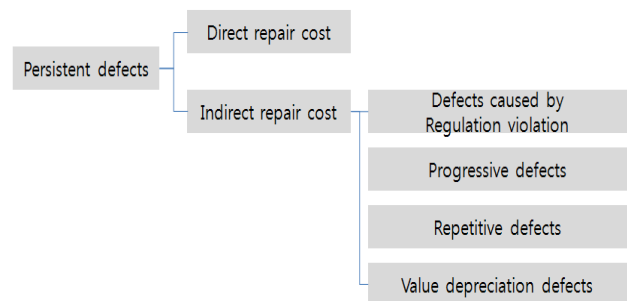 Direct repair cost
Persistent defects
Indirect repair cost
Defects caused by
Regulation violation
Progressive defects
Repetitive defects
Value depreciation defects